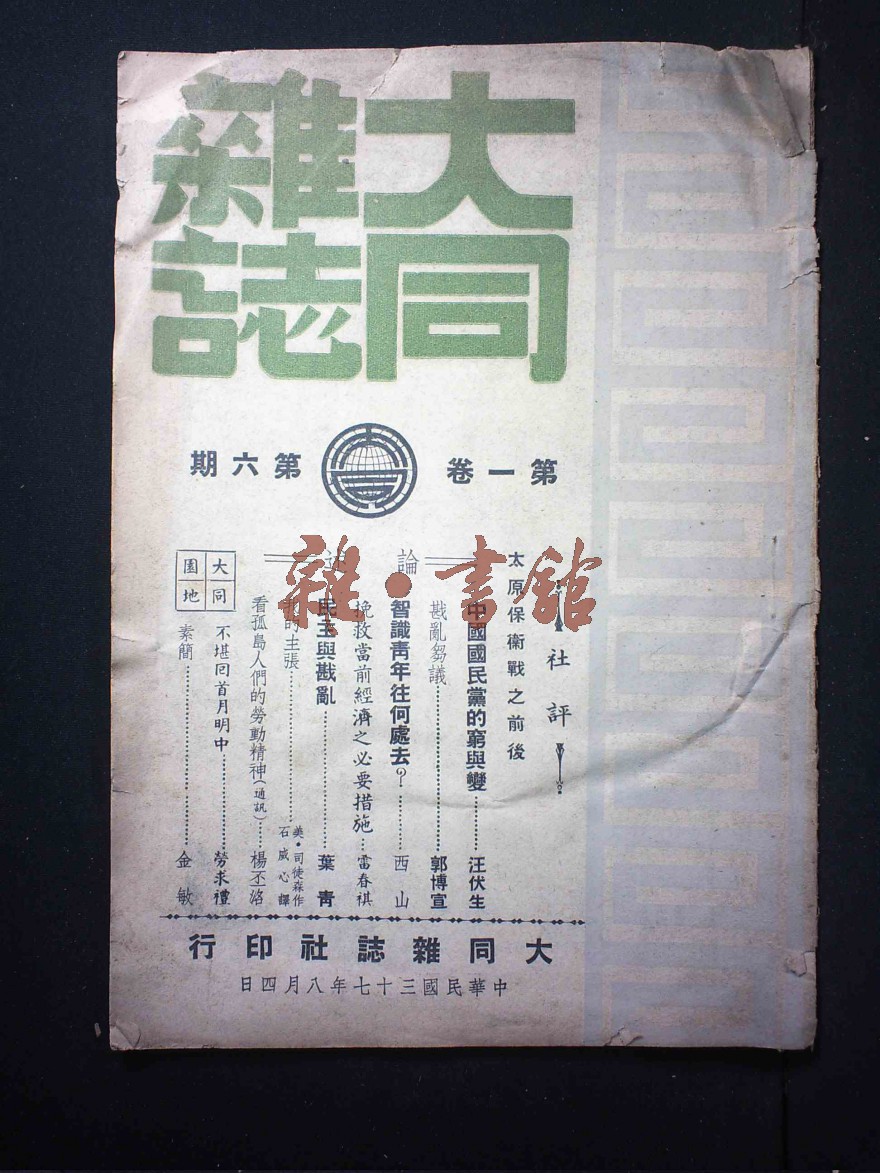 大同雜誌
第一卷 第六期
社評
太原保衛戰之前後
論述
中國國民黨的窮與變……汪伏生
戡亂芻議……郭博宣
智識青年往何處去？……西山
挽救當前經濟之必要措施…雷春祺
民主與戡亂……葉青
的主張……美·司徒森作 石威心譯
看孤島人們的勞動精神（通訊）…楊丕烙
大同園地
不堪回首月明中……勞求禮
素簡……金敏
大同雜誌社印行
中華民國三十七年八月四日
雜·書館